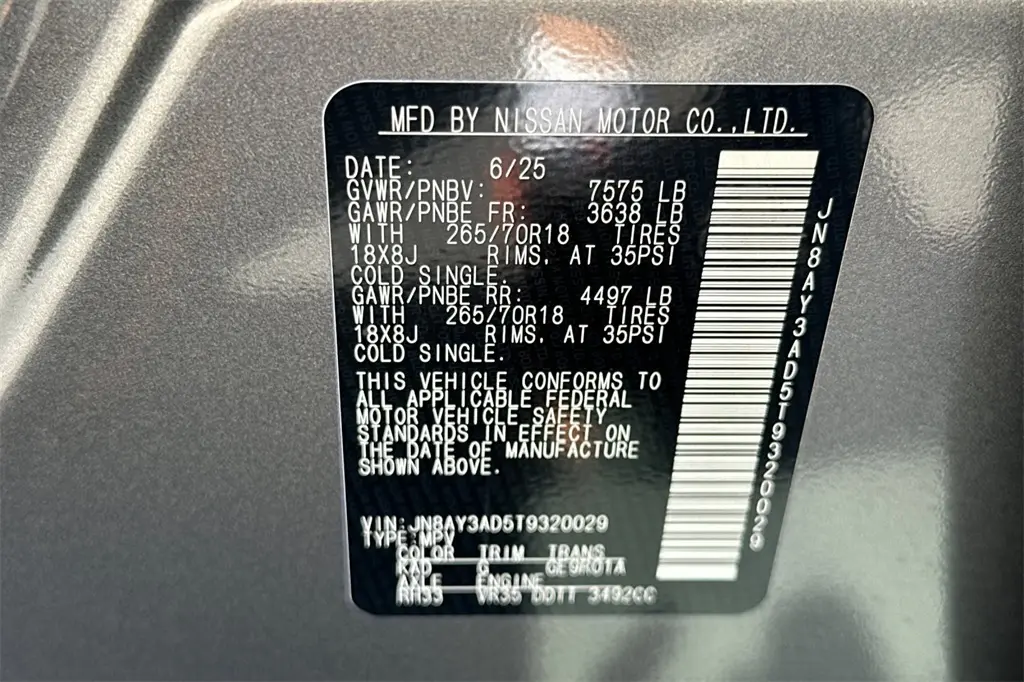 MFD BY NISSAN MOTOR CO.,LTD.
DATE: 6/25
GVWR/PNBV: 7575 LB
GAWR/PNBE FR: 3638 LB
WITH 265/70R18 TIRES
18X8J RIMS, AT 35PSI
COLD SINGLE.
GAWR/PNBE RR: 4497 LB
WITH 265/70R18 TIRES
18X8J RIMS, AT 35PSI
COLD SINGLE.
THIS VEHICLE CONFORMS TO
ALL APPLICABLE FEDERAL
MOTOR VEHICLE SAFETY
STANDARDS IN EFFECT ON
THE DATE OF MANUFACTURE
SHOWN ABOVE.
VIN:JN8AY3AD5T9320029
TYPE:MPV
COLOR TRIM TRANS
KAD G GE9R01A
AXLE ENGINE
RH33 VR35 DDTT 3492CC
JN8AY3AD5T9320029